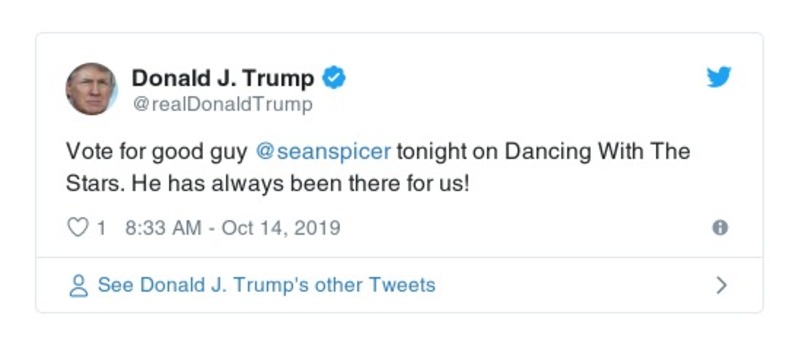 Donald J. Trump
@realDonaldTrump
Vote for good guy @seanspicer tonight on Dancing With The
Stars. He has always been there for us!
1 8:33 AM - Oct 14, 2019
See Donald J. Trump's other Tweets